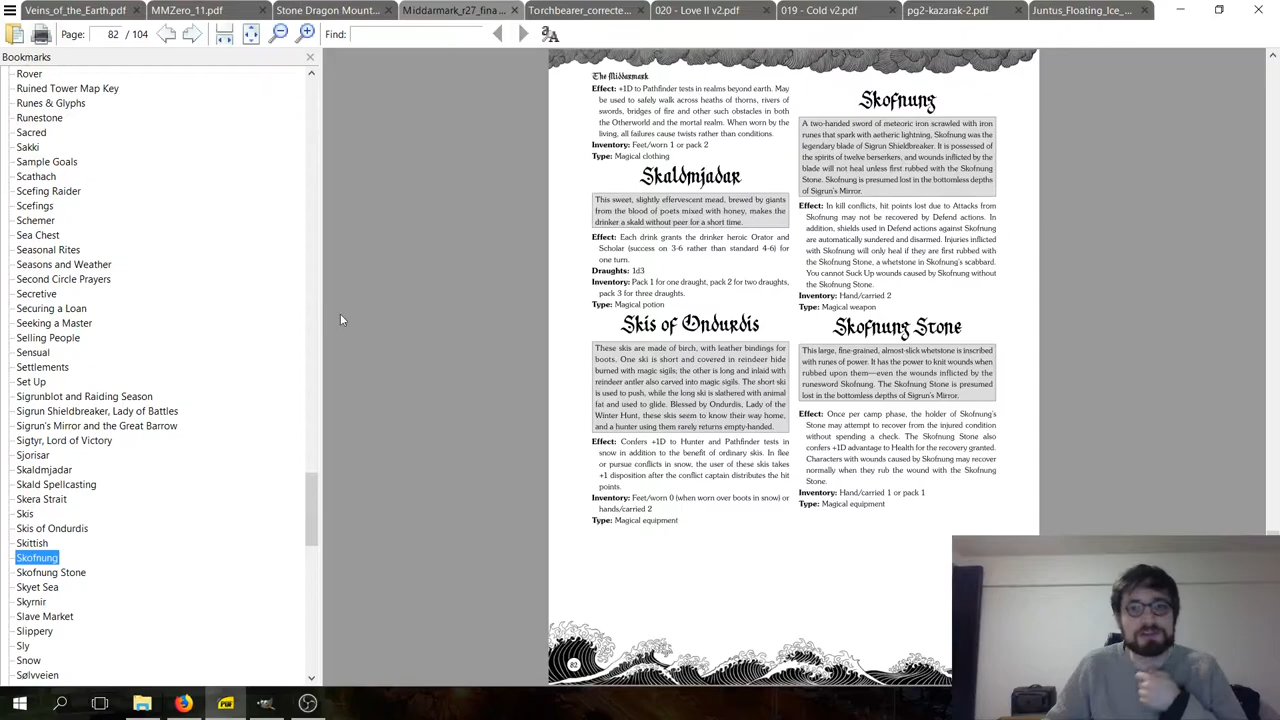 Veins_of_the_Earth.pdf
MMZero_11.pdf
Stone Dragon Mount...
Middarmark_r27_fina...
Torchbearer_correcte...
020 - Love II v2.pdf
019 - Cold v2.pdf
pg2-kazarak-2.pdf
Juntus_Floating_Ice_...
Page: 82 / 104
Find:
Bookmarks
Rover
Ruined Tower Map Key
Runes & Glyphs
Runestone
Sacred
Sakki
Sample Goals
Scathach
Scefing Raider
Scefings
Schemer
Sea Chest
Seasonal Rites
Seasons and Weather
Second Circle Prayers
Secretive
Securing a Loan
Seeking a Master
Selling People
Sensual
Settlements
Set Up
Sigrunblot and Raiding Season
Sigrun Shieldbreaker, Lady of Battles
Sigrun's Mirror and the Great Barrow
Sigtyr, Lord of Victory
Sjorisar
Skaldmjadar
Skald Spellcasting
Skera Strait
Skis
Skis of Ondurdis
Skittish
Skofnung
Skofnung Stone
Skyet Sea
Skyrnir
Slave Market
Slippery
Sly
Snow
Sølvveien
The Middarmark
Effect: +1D to Pathfinder tests in realms beyond earth. May
be used to safely walk across heaths of thorns, rivers of
swords, bridges of fire and other such obstacles in both
the Otherworld and the mortal realm. When worn by the
living, all failures cause twists rather than conditions.
Inventory: Feet/worn 1 or pack 2
Type: Magical clothing
Skaldmjadar
This sweet, slightly effervescent mead, brewed by giants
from the blood of poets mixed with honey, makes the
drinker a skald without peer for a short time.
Effect: Each drink grants the drinker heroic Orator and
Scholar (success on 3-6 rather than standard 4-6) for
one turn.
Draughts: 1d3
Inventory: Pack 1 for one draught, pack 2 for two draughts,
pack 3 for three draughts.
Type: Magical potion
Skis of Ondurdis
These skis are made of birch, with leather bindings for
boots. One ski is short and covered in reindeer hide
burned with magic sigils; the other is long and inlaid with
reindeer antler also carved into magic sigils. The short ski
is used to push, while the long ski is slathered with animal
fat and used to glide. Blessed by Ondurdis, Lady of the
Winter Hunt, these skis seem to know their way home,
and a hunter using them rarely returns empty-handed.
Effect: Confers +1D to Hunter and Pathfinder tests in
snow in addition to the benefit of ordinary skis. In flee
or pursue conflicts in snow, the user of these skis takes
+1 disposition after the conflict captain distributes the hit
points.
Inventory: Feet/worn 0 (when worn over boots in snow) or
hands/carried 2
Type: Magical equipment
82
Skofnung
A two-handed sword of meteoric iron scrawled with iron
runes that spark with aetheric lightning, Skofnung was the
legendary blade of Sigrun Shieldbreaker. It is possessed of
the spirits of twelve berserkers, and wounds inflicted by the
blade will not heal unless first rubbed with the Skofnung
Stone. Skofnung is presumed lost in the bottomless depths
of Sigrun's Mirror.
Effect: In kill conflicts, hit points lost due to Attacks from
Skofnung may not be recovered by Defend actions. In
addition, shields used in Defend actions against Skofnung
are automatically sundered and disarmed. Injuries inflicted
with Skofnung will only heal if they are first rubbed with
the Skofnung Stone, a whetstone in Skofnung's scabbard.
You cannot Suck Up wounds caused by Skofnung without
the Skofnung Stone.
Inventory: Hand/carried 2
Type: Magical weapon
Skofnung Stone
This large, fine-grained, almost-slick whetstone is inscribed
with runes of power. It has the power to knit wounds when
rubbed upon them—even the wounds inflicted by the
runesword Skofnung. The Skofnung Stone is presumed
lost in the bottomless depths of Sigrun's Mirror.
Effect: Once per camp phase, the holder of Skofnung's
Stone may attempt to recover from the injured condition
without spending a check. The Skofnung Stone also
confers +1D advantage to Health for the recovery granted.
Characters with wounds caused by Skofnung may recover
normally when they rub the wound with the Skofnung
Stone.
Inventory: Hand/carried 1 or pack 1
Type: Magical equipment